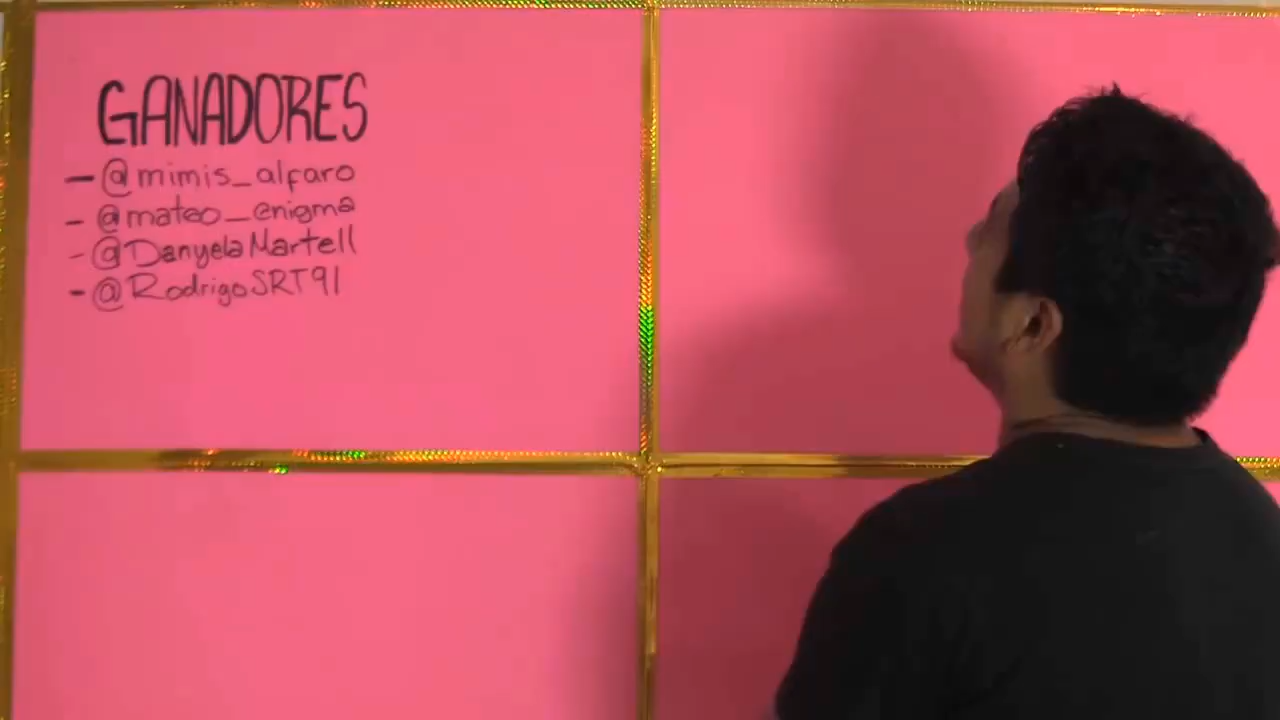 GANADORES
- @mimis_alfaro
- @mateo_enigma
- @DanyelaMartell
- @RodrigoSRT91